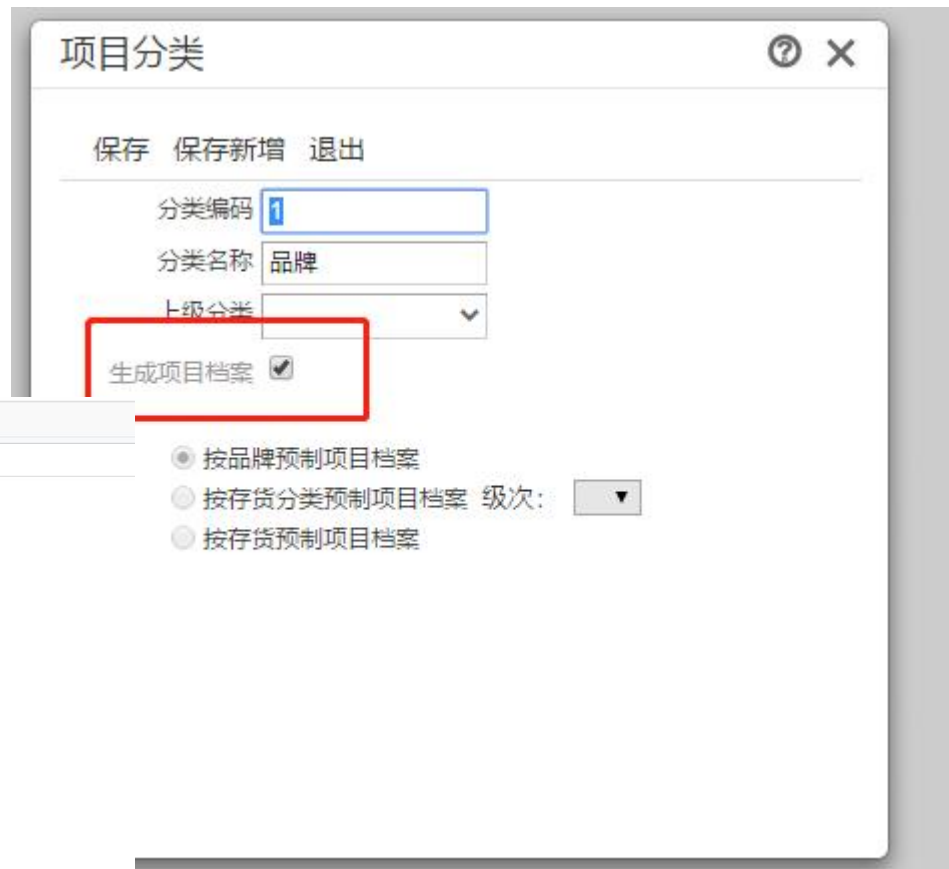 项目分类
保存 保存新增 退出
分类编码 1
分类名称 品牌
上级分类
生成项目档案
按品牌预制项目档案
按存货分类预制项目档案 级次：
按存货预制项目档案